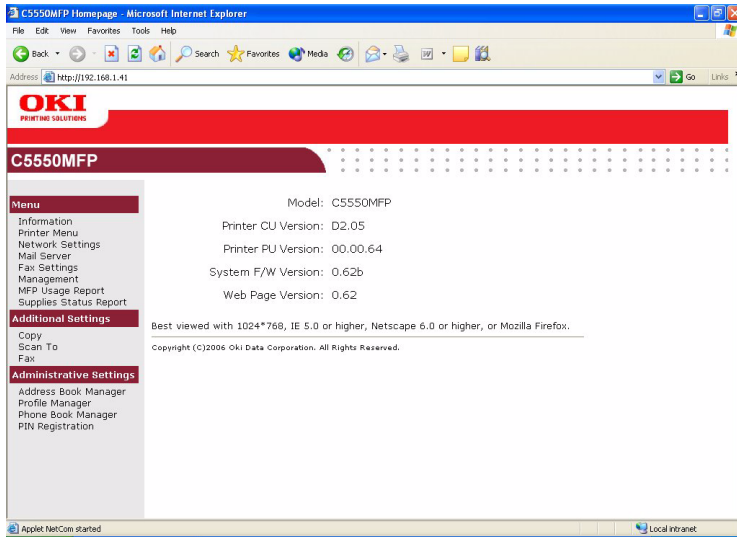 C5550MFP Homepage - Microsoft Internet Explorer
File Edit View Favorites Tools Help
Back Search Favorites Media
Address http://192.168.1.41 Go Links
OKI
PRINTING SOLUTIONS
C5550MFP
Menu
Information
Printer Menu
Network Settings
Mail Server
Fax Settings
Management
MFP Usage Report
Supplies Status Report
Additional Settings
Copy
Scan To
Fax
Administrative Settings
Address Book Manager
Profile Manager
Phone Book Manager
PIN Registration
Model: C5550MFP
Printer CU Version: D2.05
Printer PU Version: 00.00.64
System F/W Version: 0.62b
Web Page Version: 0.62
Best viewed with 1024*768, IE 5.0 or higher, Netscape 6.0 or higher, or Mozilla Firefox.
Copyright (C)2006 Oki Data Corporation. All Rights Reserved.
Applet NetCom started
Local intranet